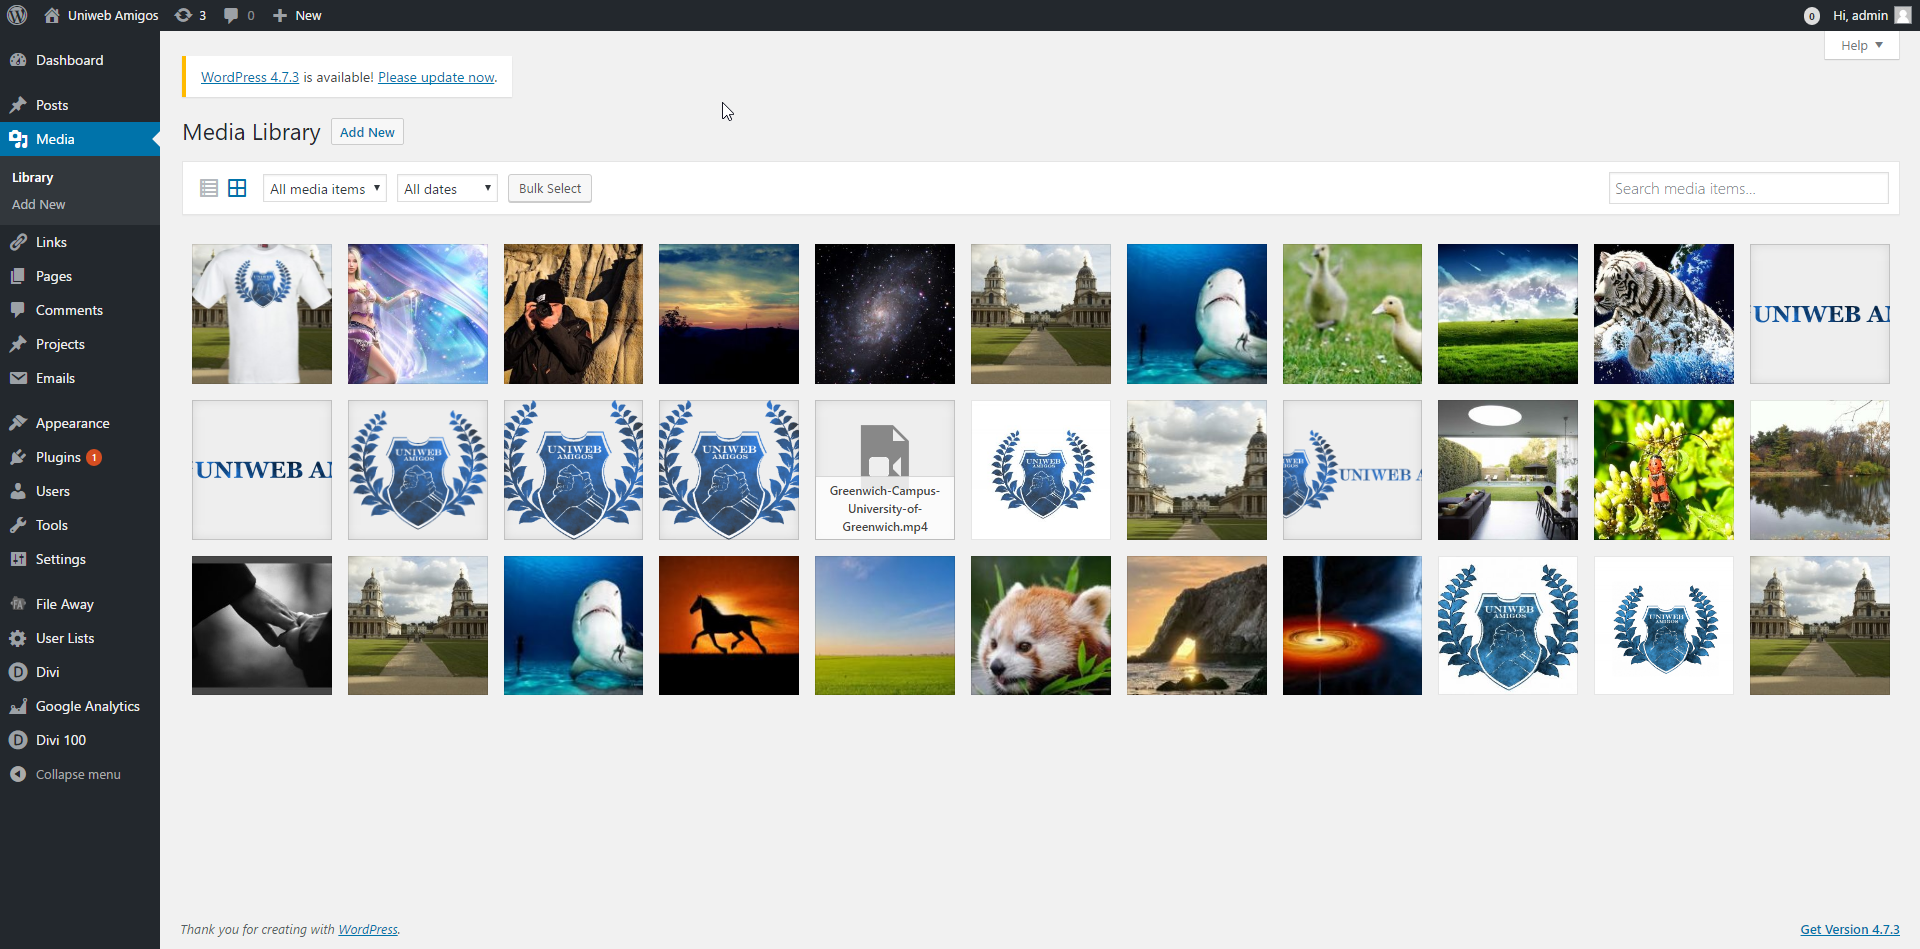 Uniweb Amigos
3
0
New
0
Hi, admin
Dashboard
Posts
Media
Library
Add New
Links
Pages
Comments
Projects
Emails
Appearance
Plugins 1
Users
Tools
Settings
File Away
User Lists
Divi
Google Analytics
Divi 100
Collapse menu
Help
WordPress 4.7.3 is available! Please update now.
Media Library
Add New
All media items
All dates
Bulk Select
Search media items...
UNIWEB
UNIWEB A
UNIWEB A
UNIWEB
AMIGOS
UNIWEB
AMIGOS
UNIWEB
AMIGOS
Greenwich-Campus-
University-of-
Greenwich.mp4
UNIWEB
AMIGOS
UNIWEB A
UNIWEB
AMIGOS
UNIWEB
AMIGOS
Thank you for creating with WordPress.
Get Version 4.7.3